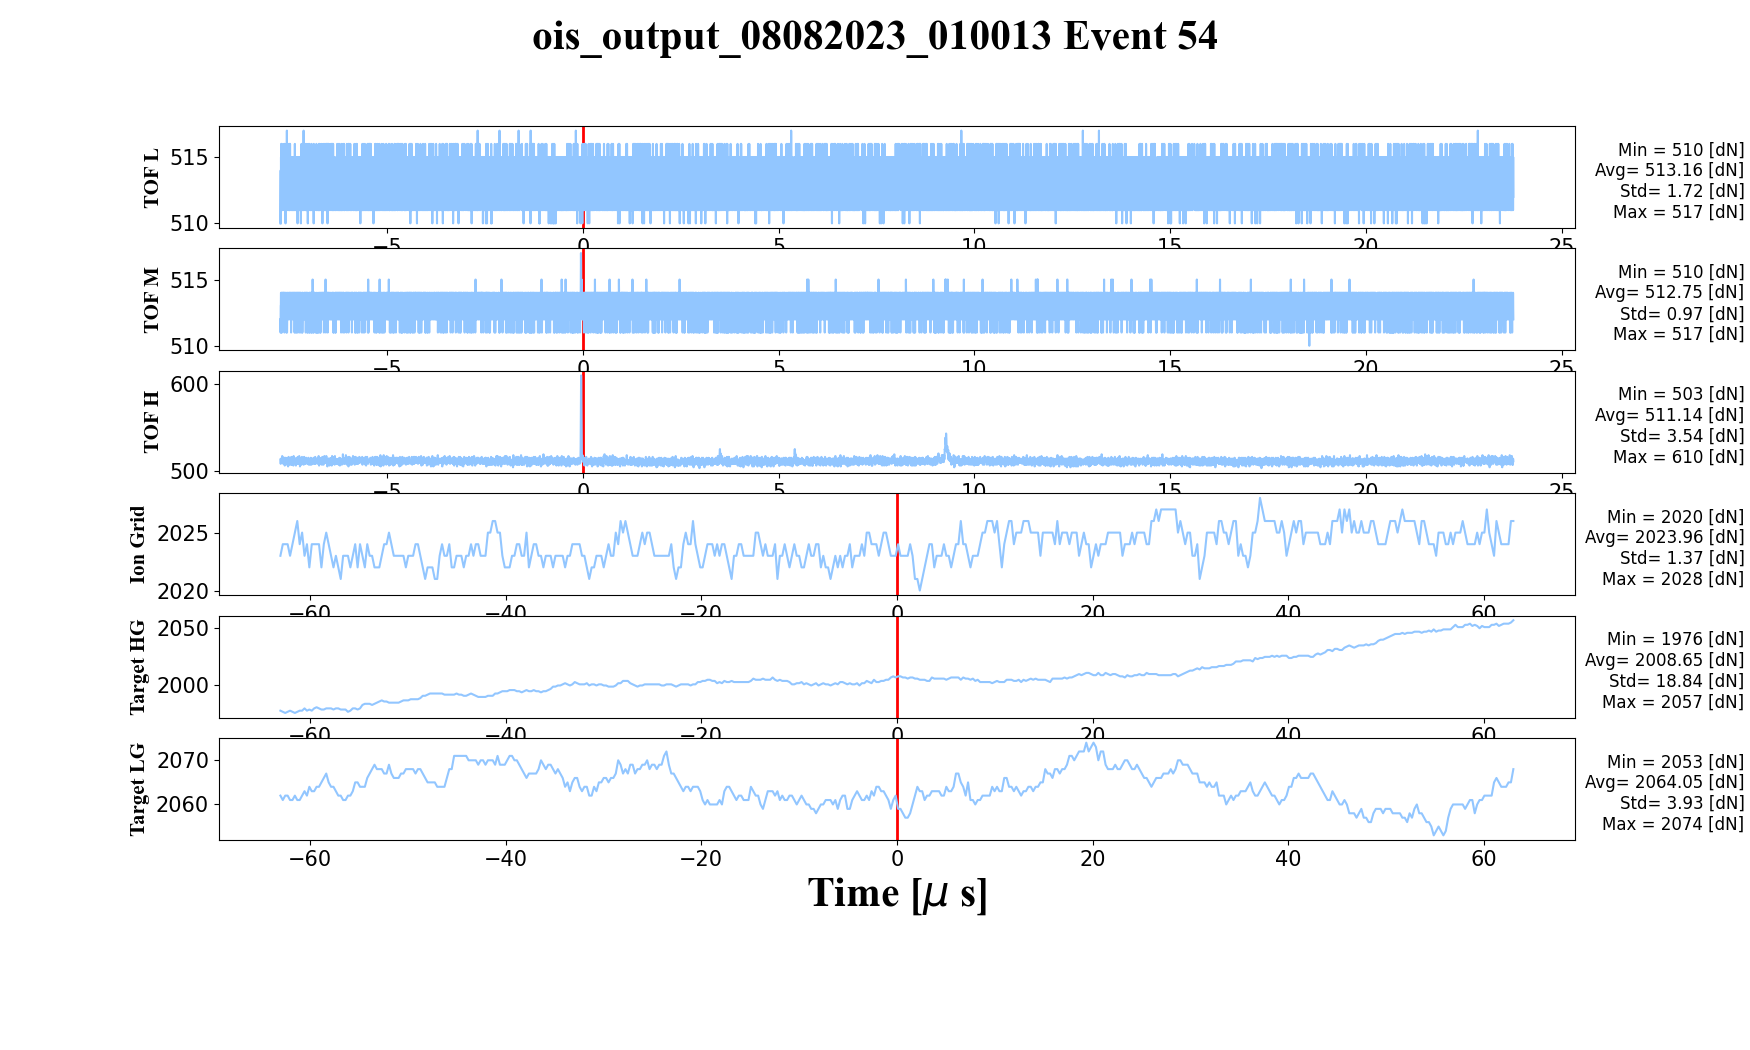 ois_output_08082023_010013 Event 54
TOF L
515
510
−5 0 5 10 15 20 25
Min = 510 [dN]
Avg= 513.16 [dN]
Std= 1.72 [dN]
Max = 517 [dN]
TOF M
515
510
−5 0 5 10 15 20 25
Min = 510 [dN]
Avg= 512.75 [dN]
Std= 0.97 [dN]
Max = 517 [dN]
TOF H
600
500
−5 0 5 10 15 20 25
Min = 503 [dN]
Avg= 511.14 [dN]
Std= 3.54 [dN]
Max = 610 [dN]
Ion Grid
2025
2020
−60 −40 −20 0 20 40 60
Min = 2020 [dN]
Avg= 2023.96 [dN]
Std= 1.37 [dN]
Max = 2028 [dN]
Target HG
2050
2000
−60 −40 −20 0 20 40 60
Min = 1976 [dN]
Avg= 2008.65 [dN]
Std= 18.84 [dN]
Max = 2057 [dN]
Target LG
2070
2060
−60 −40 −20 0 20 40 60
Min = 2053 [dN]
Avg= 2064.05 [dN]
Std= 3.93 [dN]
Max = 2074 [dN]
Time [μ s]